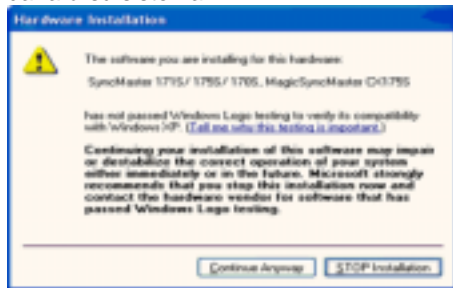 Hardware Installation
The software you are installing for this hardware:
SyncMaster 171S/ 175S/ 170S, MagicSyncMaster CX175S
has not passed Windows Logo testing to verify its compatibility
with Windows XP. (Tell me why this testing is important.)
Continuing your installation of this software may impair
or destabilize the correct operation of your system
either immediately or in the future. Microsoft strongly
recommends that you stop this installation now and
contact the hardware vendor for software that has
passed Windows Logo testing.
Continue Anyway
STOP Installation